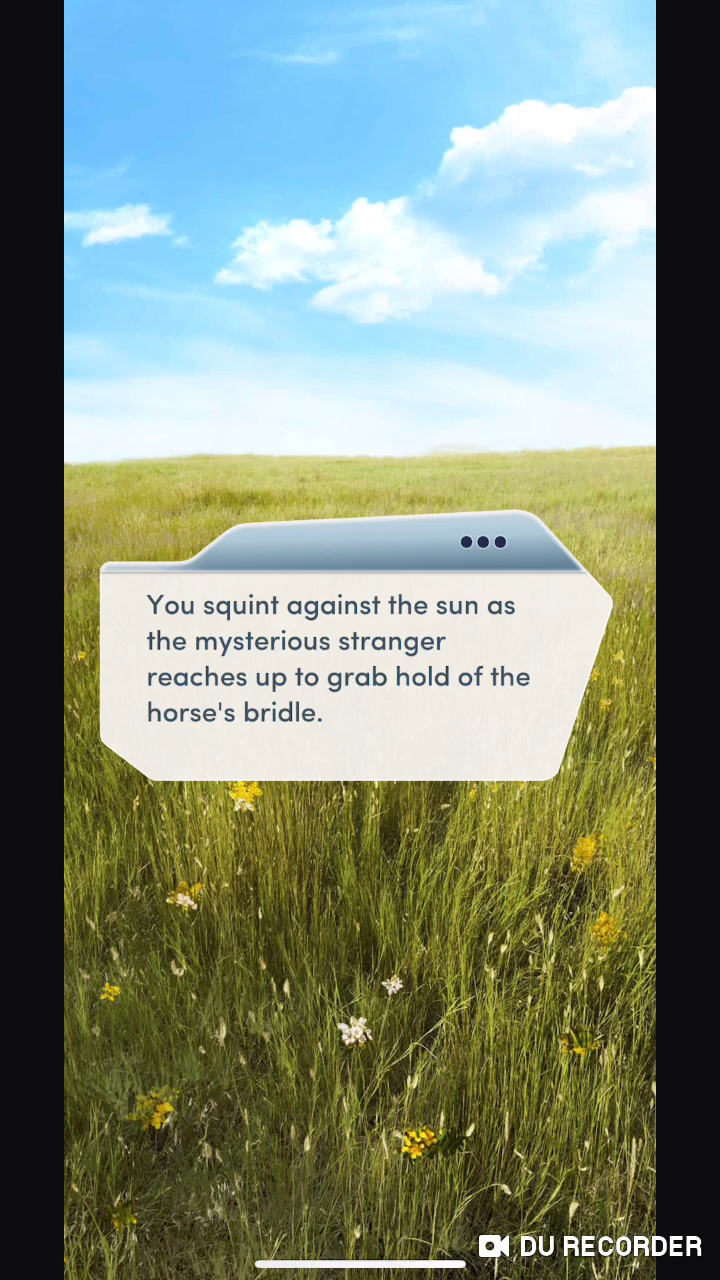 You squint against the sun as
the mysterious stranger
reaches up to grab hold of the
horse's bridle.
DU RECORDER